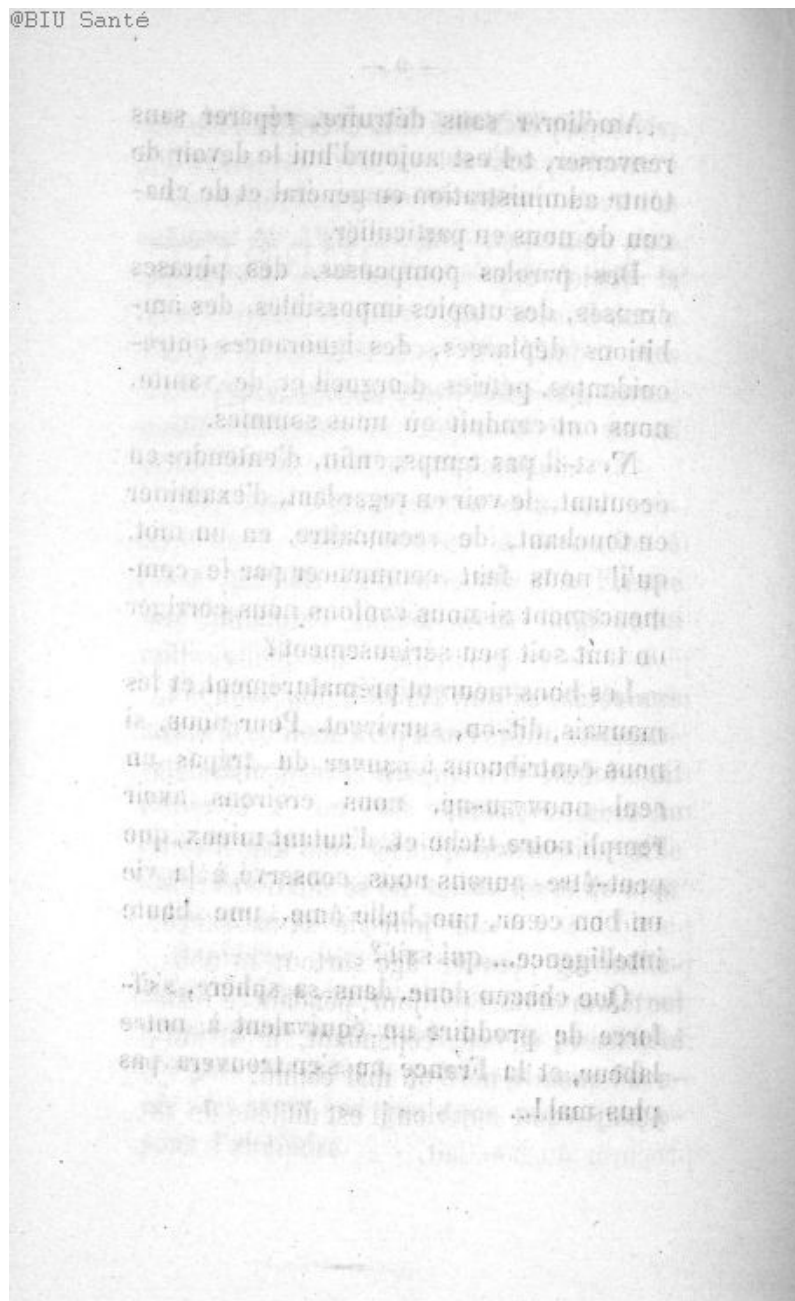 @BIU Santé
— 6 —
Améliorer sans détruire, réparer sans
renverser, tel est aujourd'hui le devoir de
toute administration en général et de cha-
cun de nous en particulier.
Des paroles pompeuses, des phrases
creuses, des utopies impossibles, des am-
bitions déplacées, des ignorances outre-
cuidantes, pétries d'orgueil et de vanité,
nous ont conduit où nous sommes.
N'est-il pas temps, enfin, d'entendre en
écoutant, de voir en regardant, d'examiner
en touchant, de reconnaître, en un mot,
qu'il nous faut commencer par le com-
mencement si nous voulons nous corriger
un tant soit peu sérieusement?
Les bons meurent prématurément et les
mauvais, dit-on, survivent. Pour nous, si
nous contribuons à sauver du trépas un
seul nouveau-né, nous croirons avoir
rempli notre tâche et, d'autant mieux, que
peut-être aurons-nous conservé à la vie
un bon cœur, une belle âme, une haute
intelligence... qui sait?
Que chacun donc, dans sa sphère, s'ef-
force de produire un équivalent à notre
labeur, et la France ne s'en trouvera pas
plus mal!..